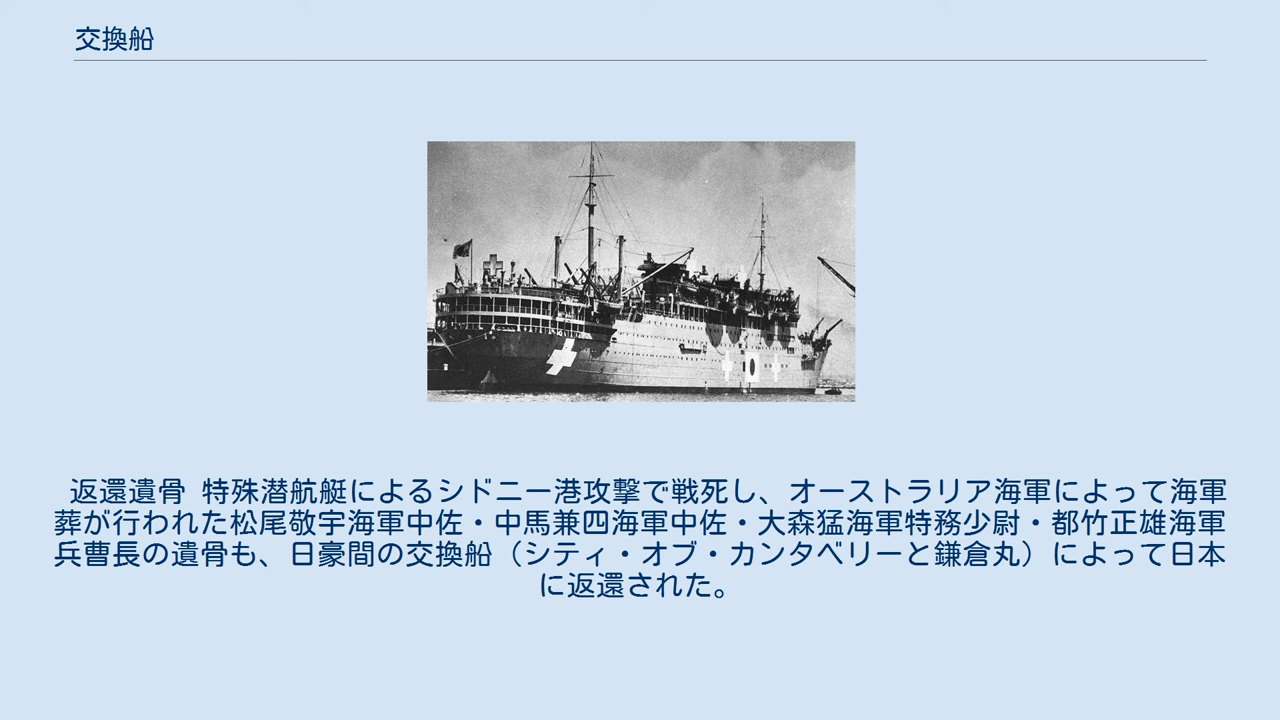 交換船
返還遺骨 特殊潜航艇によるシドニー港攻撃で戦死し、オーストラリア海軍によって海軍
葬が行われた松尾敬宇海軍中佐・中馬兼四海軍中佐・大森猛海軍特務少尉・都竹正雄海軍
兵曹長の遺骨も、日豪間の交換船（シティ・オブ・カンタベリーと鎌倉丸）によって日本
に返還された。